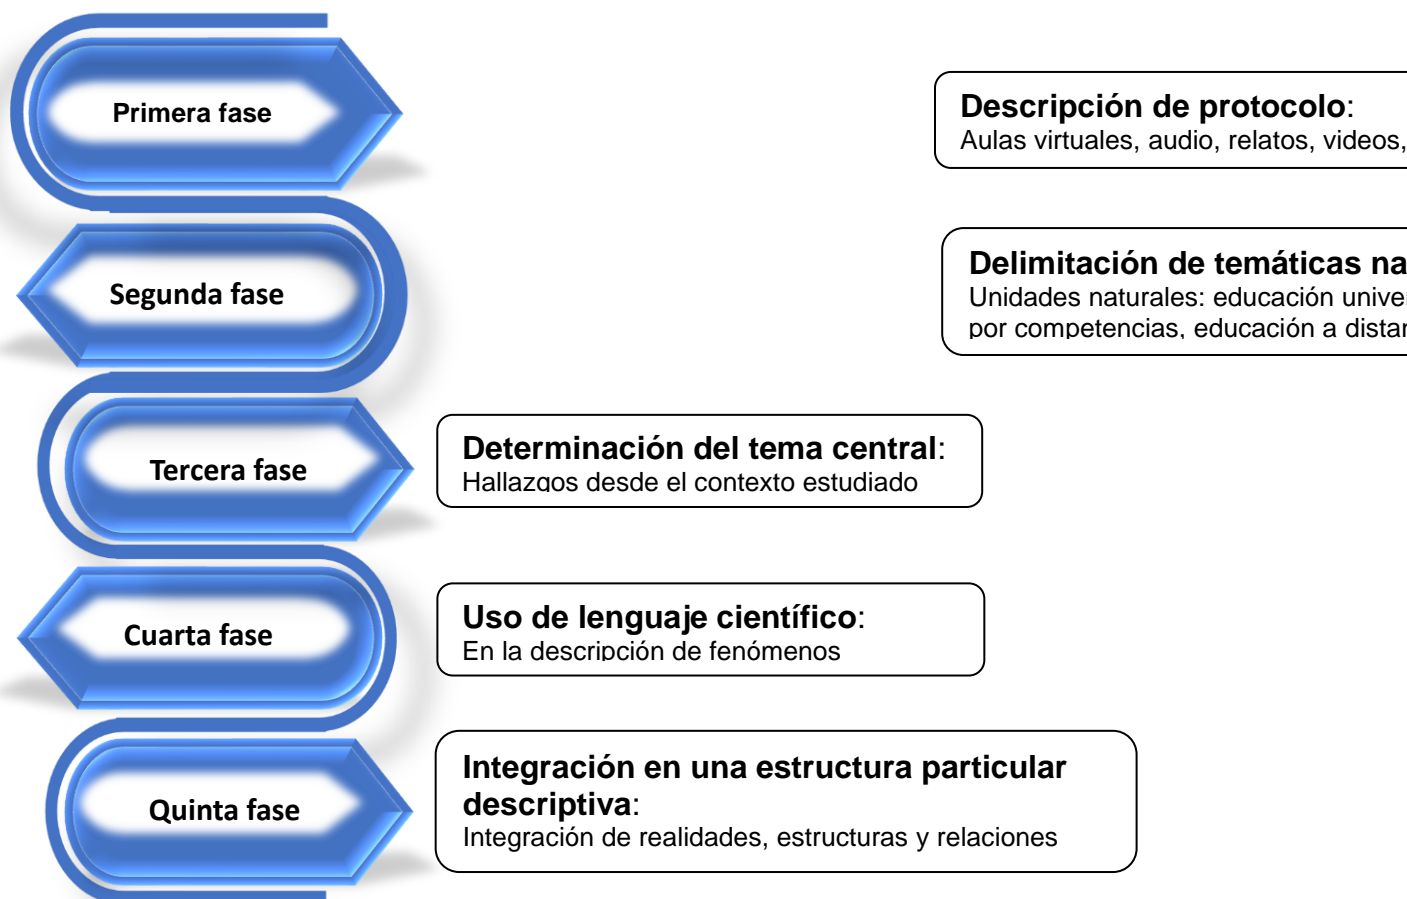 Primera fase
Descripción de protocolo:
Aulas virtuales, audio, relatos, videos,
Segunda fase
Delimitación de temáticas
Unidades naturales: educación
por competencias, educación a
Tercera fase
Determinación del tema central:
Hallazgos desde el contexto estudiado
Cuarta fase
Uso de lenguaje científico:
En la descripción de fenómenos
Quinta fase
Integración en una estructura particular
descriptiva:
Integración de realidades, estructuras y relaciones